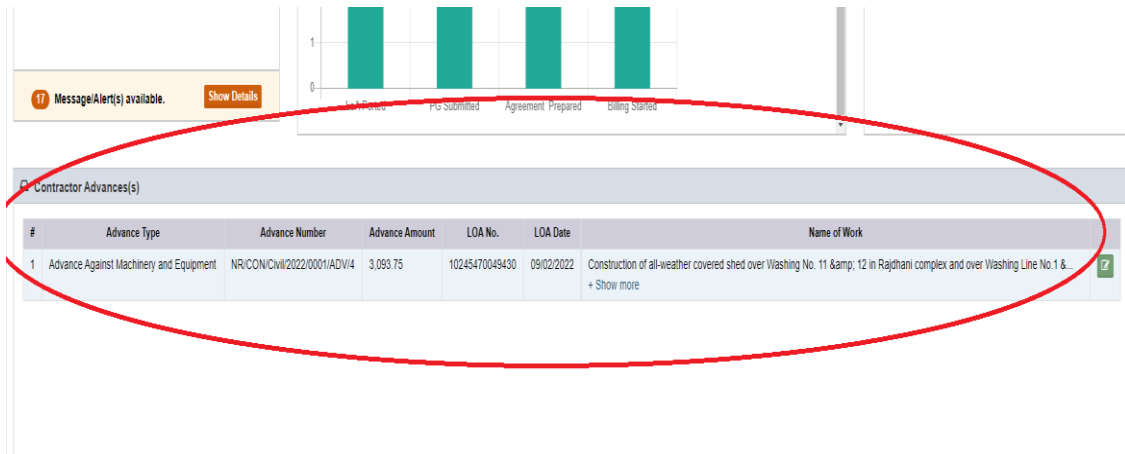 1
0
17 Message/Alert(s) available. Show Details
PG Submitted Agreement Prepared Billing Started
Contractor Advances(s)
# Advance Type Advance Number Advance Amount LOA No. LOA Date Name of Work
1 Advance Against Machinery and Equipment NR/CON/Civil/2022/0001/ADV/4 3,093.75 10245470049430 09/02/2022 Construction of all-weather covered shed over Washing No. 11 &amp; 12 in Rajdhani complex and over Washing Line No.1 &...
+ Show more